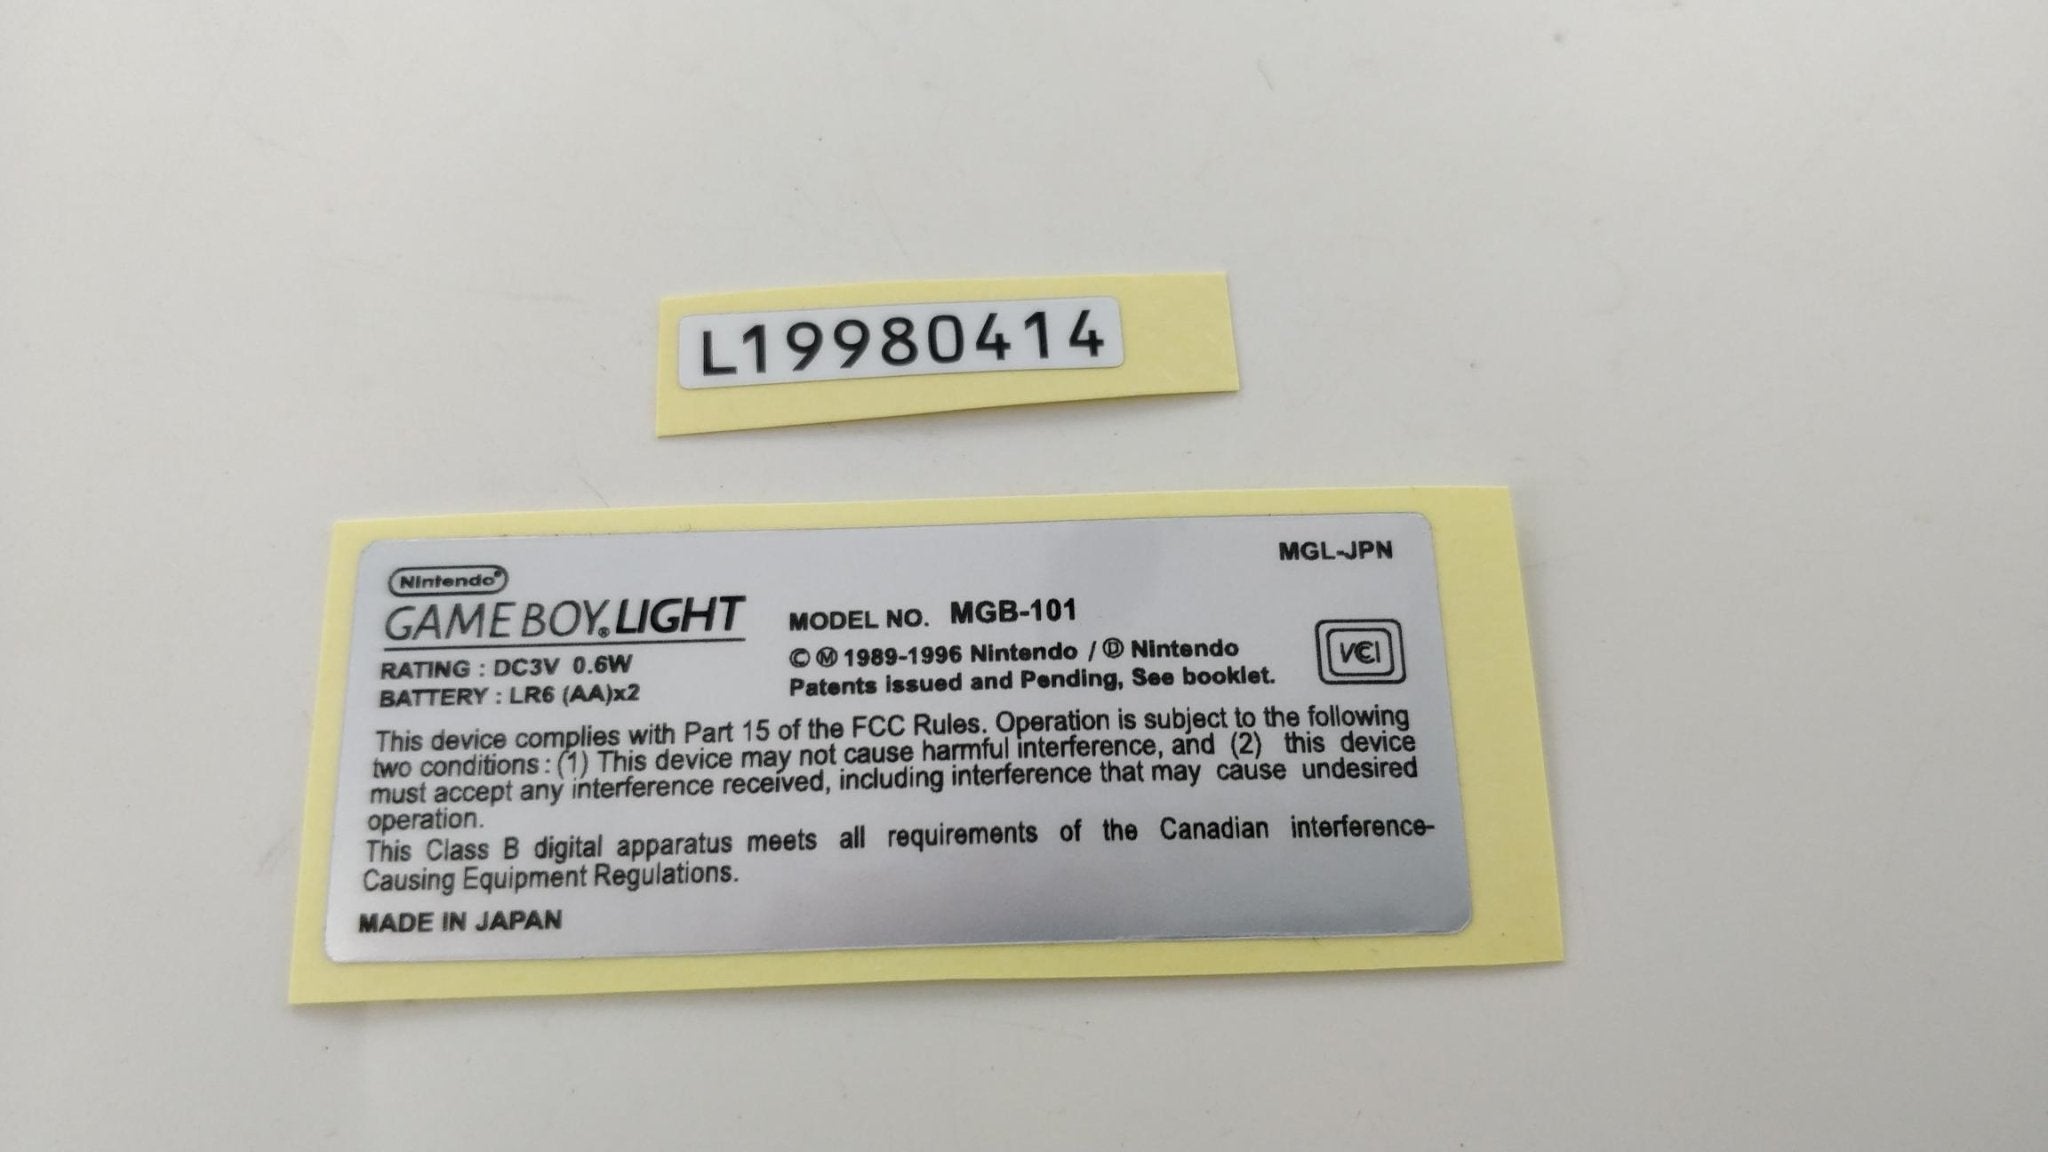 L19980414
MGL-JPN
Nintendo®
GAME BOY® LIGHT
MODEL NO. MGB-101
RATING : DC3V 0.6W
BATTERY : LR6 (AA)x2
© Ⓜ 1989-1996 Nintendo / Ⓓ Nintendo
Patents issued and Pending, See booklet.
VCI
This device complies with Part 15 of the FCC Rules. Operation is subject to the following
two conditions : (1) This device may not cause harmful interference, and (2) this device
must accept any interference received, including interference that may cause undesired
operation.
This Class B digital apparatus meets all requirements of the Canadian interference-
Causing Equipment Regulations.
MADE IN JAPAN